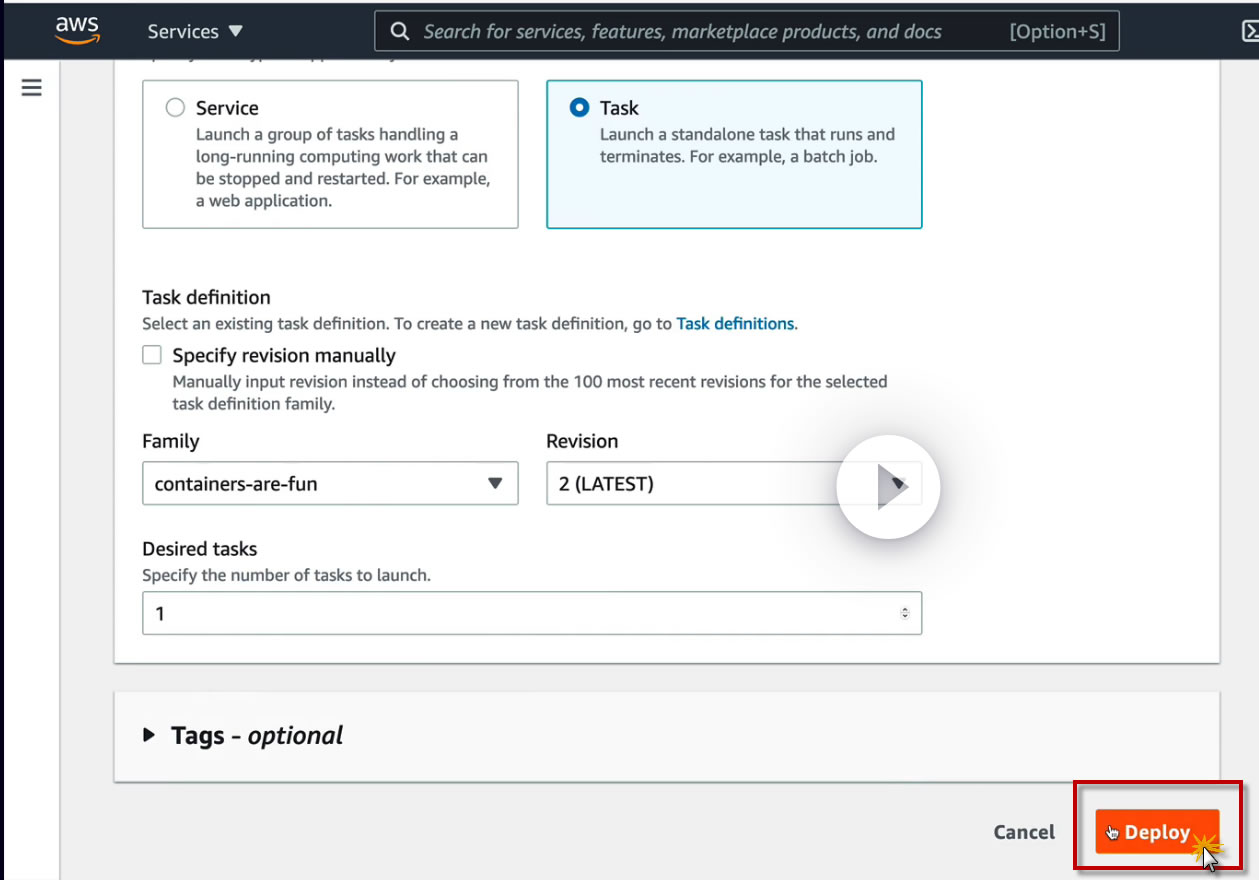 aws
Services
Search for services, features, marketplace products, and docs
[Option+S]
Service
Launch a group of tasks handling a
long-running computing work that can
be stopped and restarted. For example,
a web application.
Task
Launch a standalone task that runs and
terminates. For example, a batch job.
Task definition
Select an existing task definition. To create a new task definition, go to Task definitions.
Specify revision manually
Manually input revision instead of choosing from the 100 most recent revisions for the selected
task definition family.
Family
containers-are-fun
Revision
2 (LATEST)
Desired tasks
Specify the number of tasks to launch.
1
Tags - optional
Cancel
Deploy